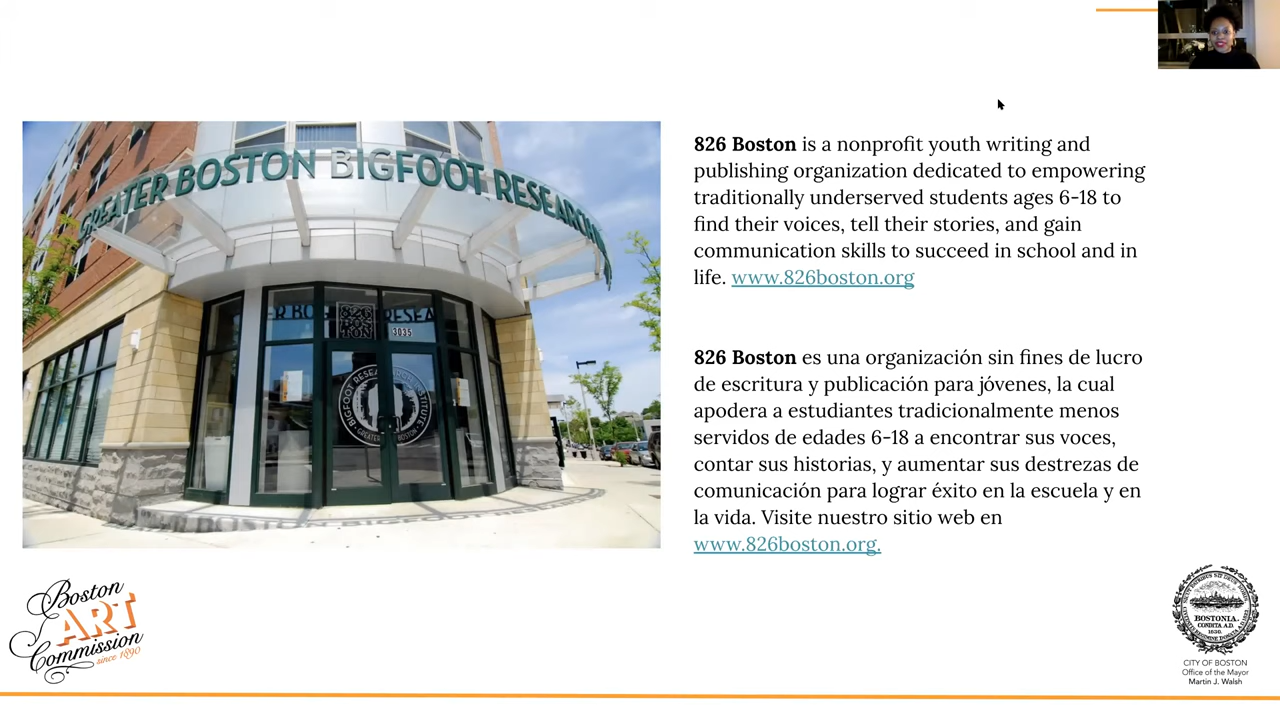 GREATER BOSTON BIGFOOT RESEARCH
826
BOS
TON
3035
826 Boston is a nonprofit youth writing and
publishing organization dedicated to empowering
traditionally underserved students ages 6-18 to
find their voices, tell their stories, and gain
communication skills to succeed in school and in
life. www.826boston.org
826 Boston es una organización sin fines de lucro
de escritura y publicación para jóvenes, la cual
apodera a estudiantes tradicionalmente menos
servidos de edades 6-18 a encontrar sus voces,
contar sus historias, y aumentar sus destrezas de
comunicación para lograr éxito en la escuela y en
la vida. Visite nuestro sitio web en
www.826boston.org.
Boston
ART
Commission
since 1890
BOSTONIA.
CONDITA A.D.
1630.
CITY OF BOSTON
Office of the Mayor
Martin J. Walsh